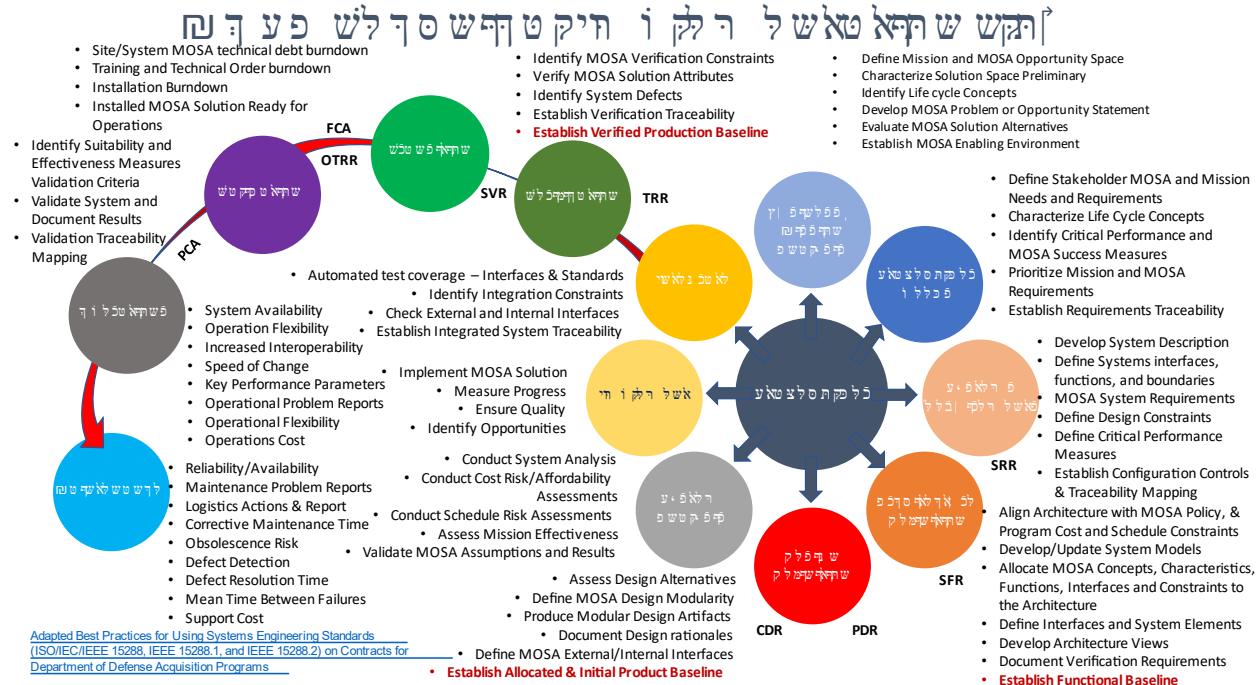 • Site/System MOSA technical debt burndown
• Training and Technical Order burndown
• Installation Burndown
• Installed MOSA Solution Ready for
Operations
• Identify MOSA Verification Constraints
• Verify MOSA Solution Attributes
• Identify System Defects
• Establish Verification Traceability
• Establish Verified Production Baseline
• Define Mission and MOSA Opportunity Space
• Characterize Solution Space Preliminary
• Identify Life cycle Concepts
• Develop MOSA Problem or Opportunity Statement
• Evaluate MOSA Solution Alternatives
• Establish MOSA Enabling Environment
• Identify Suitability and
Effectiveness Measures
Validation Criteria
• Validate System and
Document Results
• Validation Traceability
Mapping
FCA
OTRR
SVR
TRR
PCA
• Define Stakeholder MOSA and Mission
Needs and Requirements
• Characterize Life Cycle Concepts
• Identify Critical Performance and
MOSA Success Measures
• Prioritize Mission and MOSA
Requirements
• Establish Requirements Traceability
• Automated test coverage – Interfaces & Standards
• Identify Integration Constraints
• Check External and Internal Interfaces
• Establish Integrated System Traceability
• System Availability
• Operation Flexibility
• Increased Interoperability
• Speed of Change
• Key Performance Parameters
• Operational Problem Reports
• Operational Flexibility
• Operations Cost
• Implement MOSA Solution
• Measure Progress
• Ensure Quality
• Identify Opportunities
• Develop System Description
• Define Systems interfaces,
functions, and boundaries
• MOSA System Requirements
• Define Design Constraints
• Define Critical Performance
Measures
• Establish Configuration Controls
& Traceability Mapping
SRR
• Conduct System Analysis
• Conduct Cost Risk/Affordability
Assessments
• Conduct Schedule Risk Assessments
• Assess Mission Effectiveness
• Validate MOSA Assumptions and Results
• Reliability/Availability
• Maintenance Problem Reports
• Logistics Actions & Report
• Corrective Maintenance Time
• Obsolescence Risk
• Defect Detection
• Defect Resolution Time
• Mean Time Between Failures
• Support Cost
• Align Architecture with MOSA Policy, &
Program Cost and Schedule Constraints
• Develop/Update System Models
• Allocate MOSA Concepts, Characteristics,
Functions, Interfaces and Constraints to
the Architecture
• Define Interfaces and System Elements
• Develop Architecture Views
• Document Verification Requirements
• Establish Functional Baseline
SFR
• Assess Design Alternatives
• Define MOSA Design Modularity
• Produce Modular Design Artifacts
• Document Design rationales
• Define MOSA External/Internal Interfaces
• Establish Allocated & Initial Product Baseline
CDR
PDR
Adapted Best Practices for Using Systems Engineering Standards
(ISO/IEC/IEEE 15288, IEEE 15288.1, and IEEE 15288.2) on Contracts for
Department of Defense Acquisition Programs